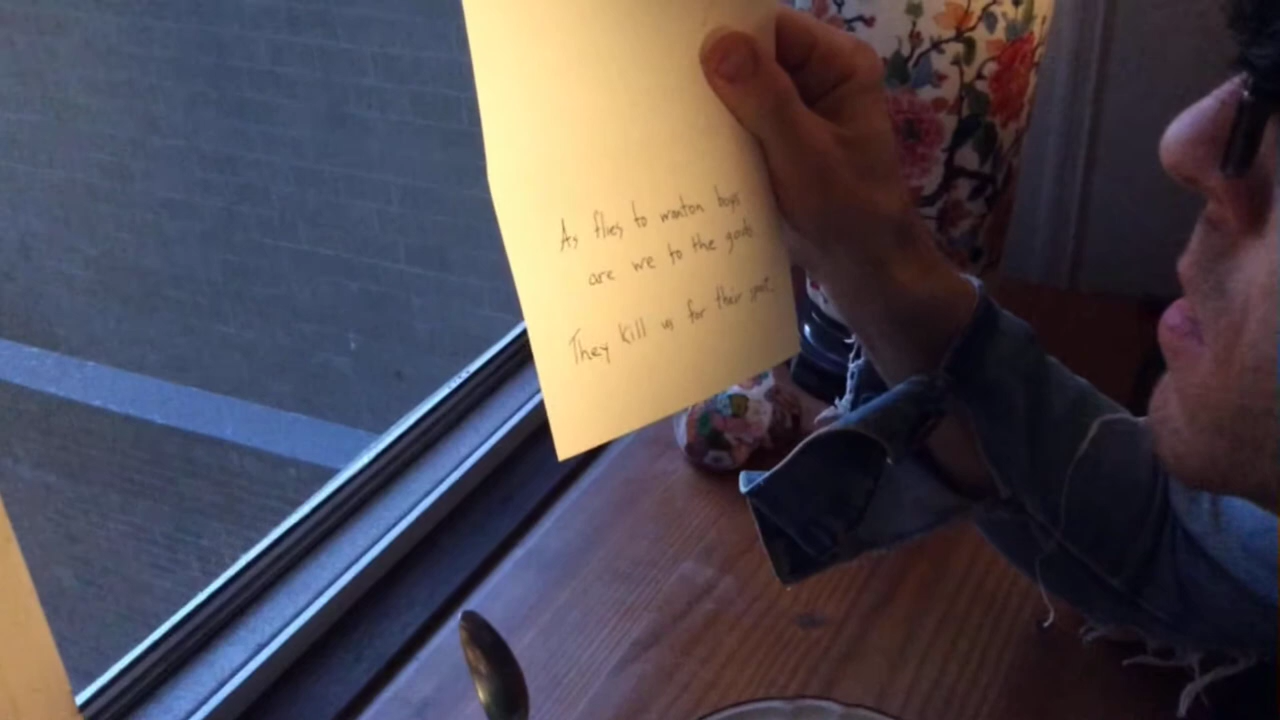 As flies to wanton boys
are we to the gods
They kill us for their sport.